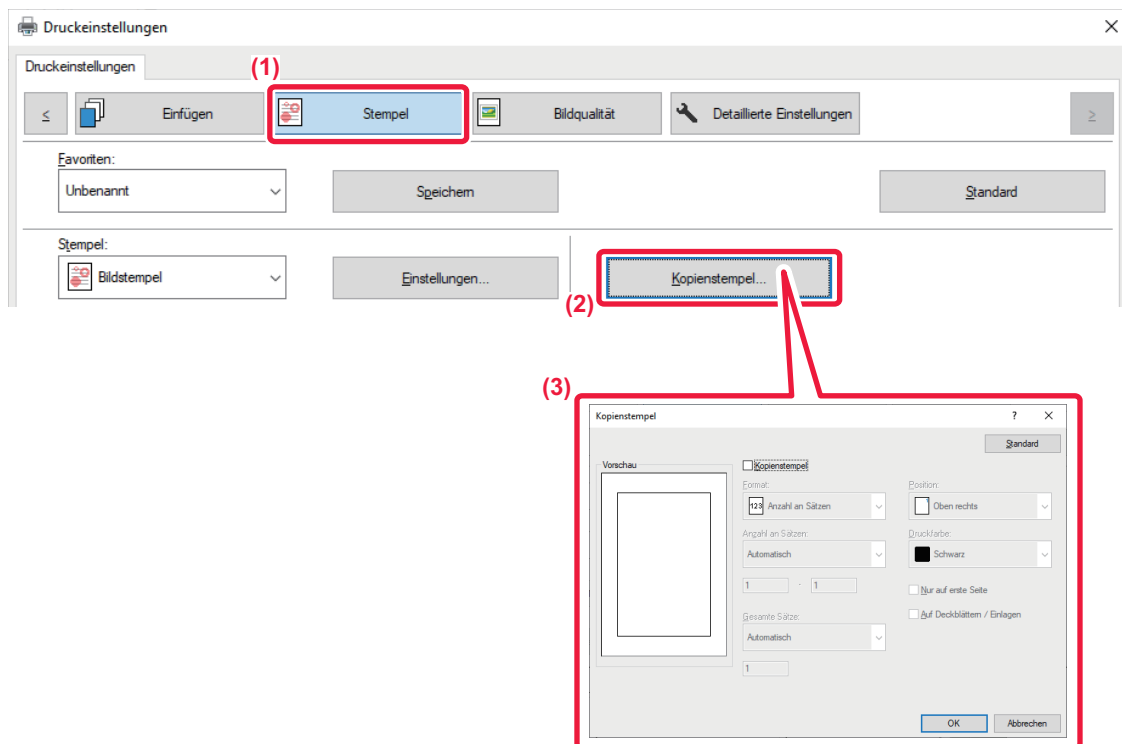 Druckeinstellungen
Druckeinstellungen
(1)
≤ Einfügen Stempel Bildqualität Detaillierte Einstellungen ≥
Favoriten:
Unbenannt Speichern Standard
Stempel:
Bildstempel Einstellungen... Kopienstempel...
(2)
(3)
Kopienstempel ?
Standard
Vorschau Kopienstempel
Format: Position:
123 Anzahl an Sätzen Oben rechts
Anzahl an Sätzen: Druckfarbe:
Automatisch Schwarz
1 - 1 Nur auf erste Seite
Gesamte Sätze: Auf Deckblättern / Einlagen
Automatisch
1
OK Abbrechen